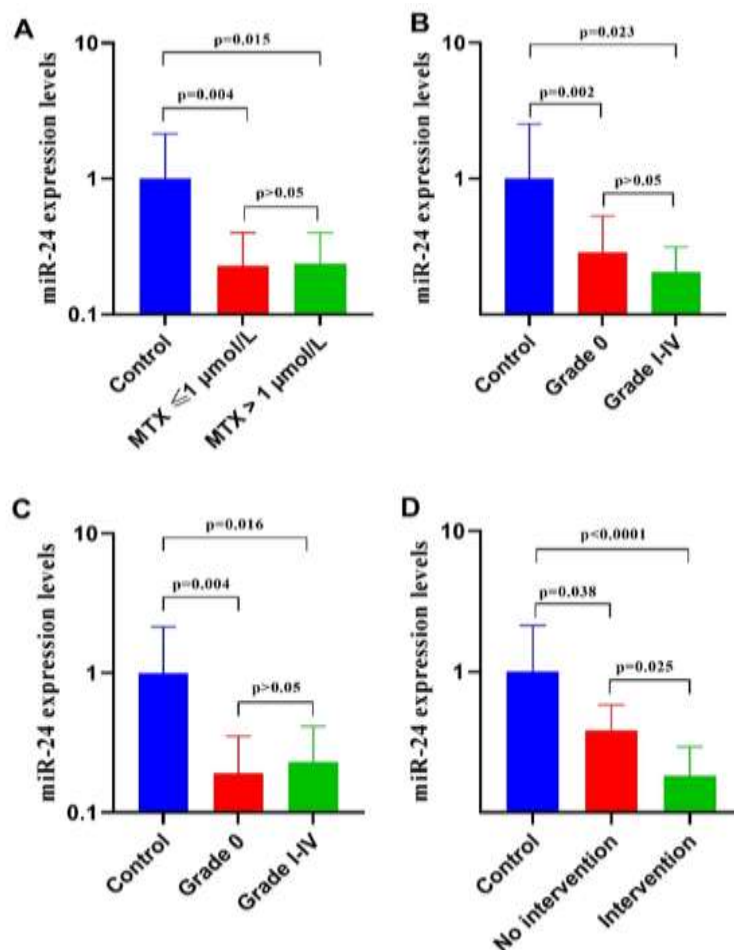 A
miR-24 expression levels
10
1
0.1
p=0.015
p=0.004
p>0.05
Control
MTX ≤1 μmol/L
MTX > 1 μmol/L
B
miR-24 expression levels
10
1
0.1
p=0.023
p=0.002
p>0.05
Control
Grade 0
Grade I-IV
C
miR-24 expression levels
10
1
0.1
p=0.016
p=0.004
p>0.05
Control
Grade 0
Grade I-IV
D
miR-24 expression levels
10
1
p<0.0001
p=0.038
p=0.025
Control
No intervention
Intervention